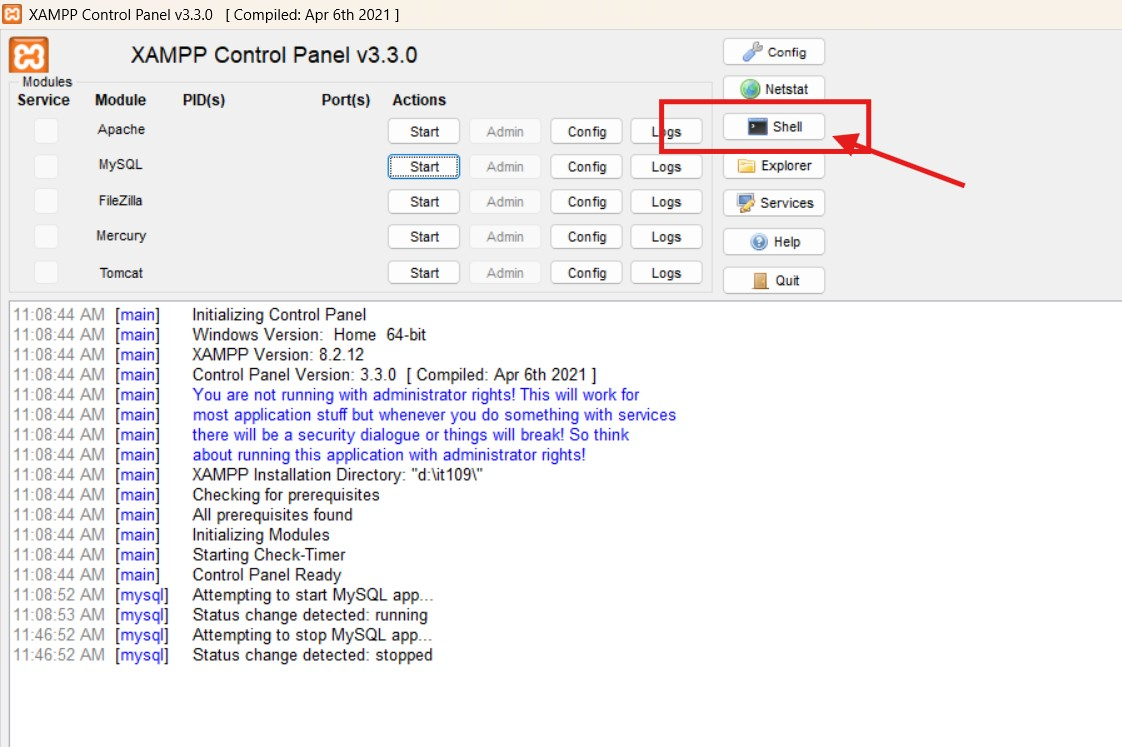 XAMPP Control Panel v3.3.0 [ Compiled: Apr 6th 2021 ]
XAMPP Control Panel v3.3.0
Config
Modules
Service Module PID(s) Port(s) Actions
Netstat
Apache Start Admin Config Logs
Shell
MySQL Start Admin Config Logs
Explorer
FileZilla Start Admin Config Logs
Services
Mercury Start Admin Config Logs
Help
Tomcat Start Admin Config Logs
Quit
11:08:44 AM [main] Initializing Control Panel
11:08:44 AM [main] Windows Version: Home 64-bit
11:08:44 AM [main] XAMPP Version: 8.2.12
11:08:44 AM [main] Control Panel Version: 3.3.0 [ Compiled: Apr 6th 2021 ]
11:08:44 AM [main] You are not running with administrator rights! This will work for
11:08:44 AM [main] most application stuff but whenever you do something with services
11:08:44 AM [main] there will be a security dialogue or things will break! So think
11:08:44 AM [main] about running this application with administrator rights!
11:08:44 AM [main] XAMPP Installation Directory: "d:\it109\"
11:08:44 AM [main] Checking for prerequisites
11:08:44 AM [main] All prerequisites found
11:08:44 AM [main] Initializing Modules
11:08:44 AM [main] Starting Check-Timer
11:08:44 AM [main] Control Panel Ready
11:08:52 AM [mysql] Attempting to start MySQL app...
11:08:53 AM [mysql] Status change detected: running
11:46:52 AM [mysql] Attempting to stop MySQL app...
11:46:52 AM [mysql] Status change detected: stopped